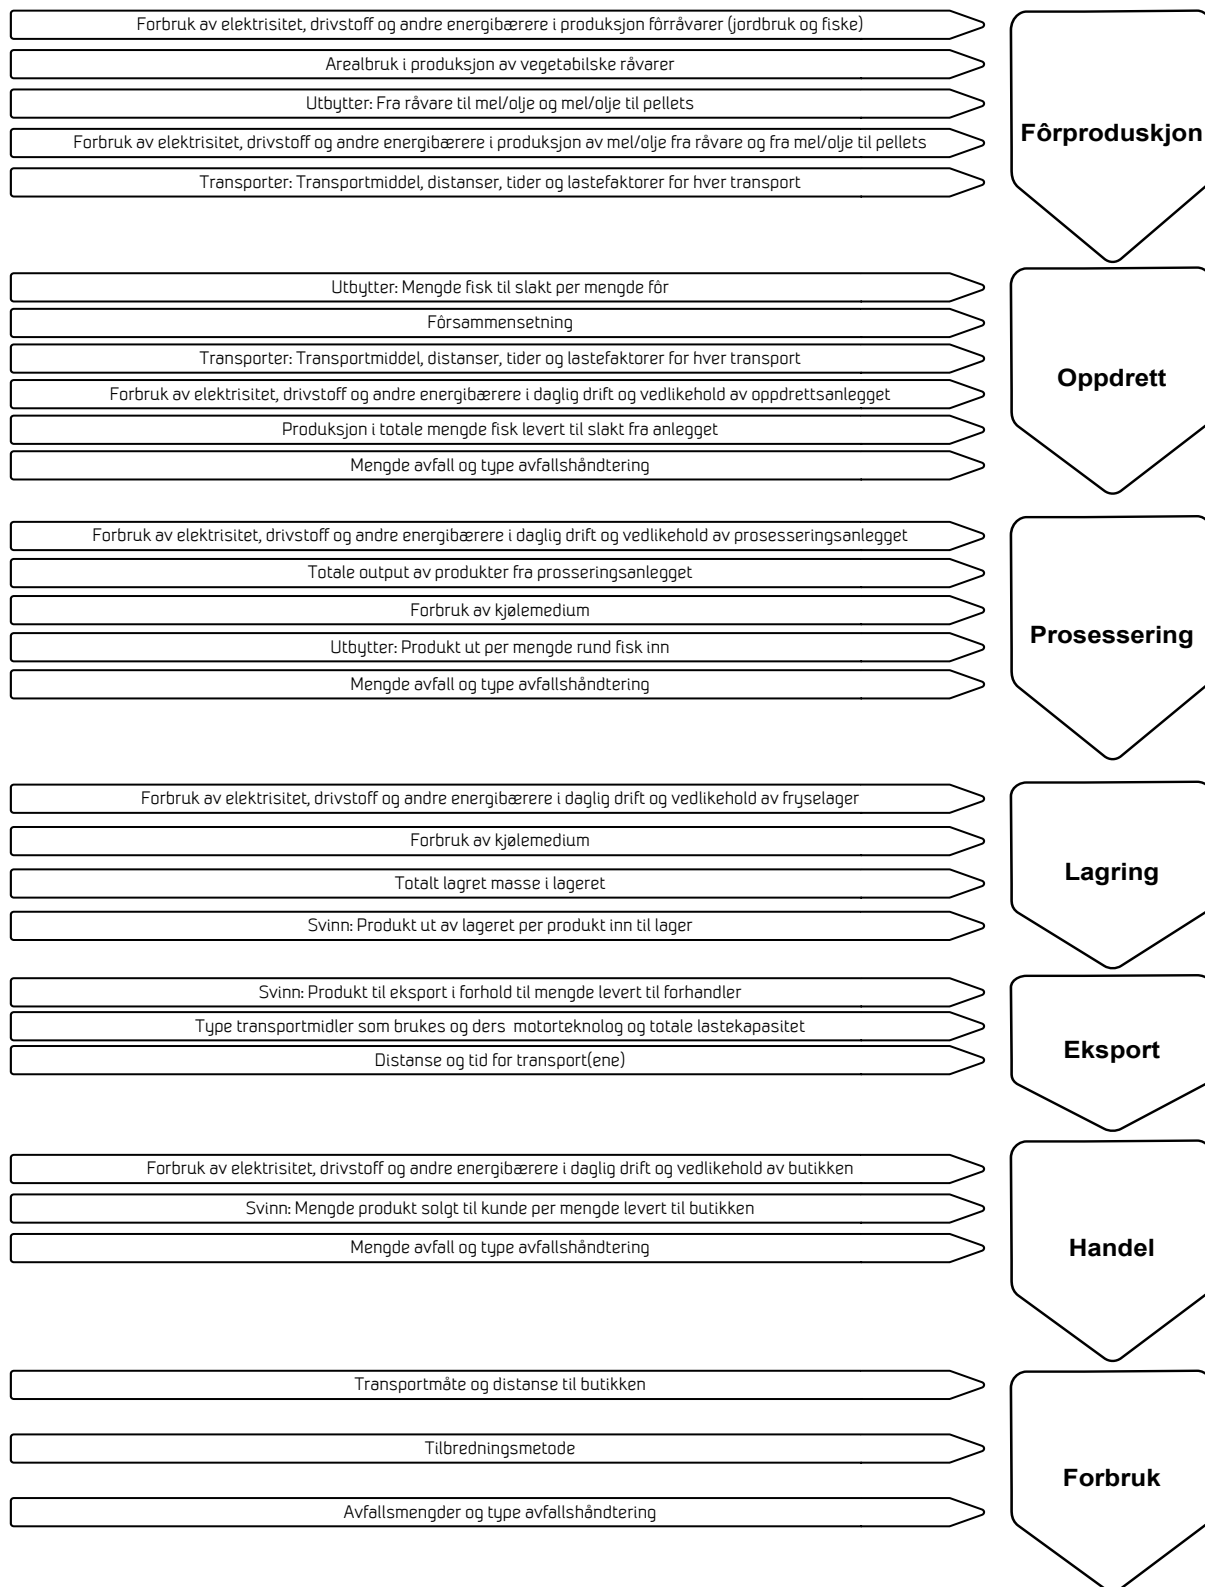 Forbruk av elektrisitet, drivstoff og andre energibærere i produksjon fôrråvarer (jordbruk og fiske)
Arealbruk i produksjon av vegetabilske råvarer
Utbytter: Fra råvare til mel/olje og mel/olje til pellets
Forbruk av elektrisitet, drivstoff og andre energibærere i produksjon av mel/olje fra råvare og fra mel/olje til pellets
Transporter: Transportmiddel, distanser, tider og lastefaktorer for hver transport
Fôrproduskjon
Utbytter: Mengde fisk til slakt per mengde fôr
Fôrsammensetning
Transporter: Transportmiddel, distanser, tider og lastefaktorer for hver transport
Forbruk av elektrisitet, drivstoff og andre energibærere i daglig drift og vedlikehold av oppdrettsanlegget
Produksjon i totale mengde fisk levert til slakt fra anlegget
Mengde avfall og type avfallshåndtering
Oppdrett
Forbruk av elektrisitet, drivstoff og andre energibærere i daglig drift og vedlikehold av prosesseringsanlegget
Totale output av produkter fra prosseringsanlegget
Forbruk av kjølemedium
Utbytter: Produkt ut per mengde rund fisk inn
Mengde avfall og type avfallshåndtering
Prosessering
Forbruk av elektrisitet, drivstoff og andre energibærere i daglig drift og vedlikehold av fryselager
Forbruk av kjølemedium
Totalt lagret masse i lageret
Svinn: Produkt ut av lageret per produkt inn til lager
Lagring
Svinn: Produkt til eksport i forhold til mengde levert til forhandler
Type transportmidler som brukes og ders motorteknolog og totale lastekapasitet
Distanse og tid for transport(ene)
Eksport
Forbruk av elektrisitet, drivstoff og andre energibærere i daglig drift og vedlikehold av butikken
Svinn: Mengde produkt solgt til kunde per mengde levert til butikken
Mengde avfall og type avfallshåndtering
Handel
Transportmåte og distanse til butikken
Tilbredningsmetode
Avfallsmengder og type avfallshåndtering
Forbruk